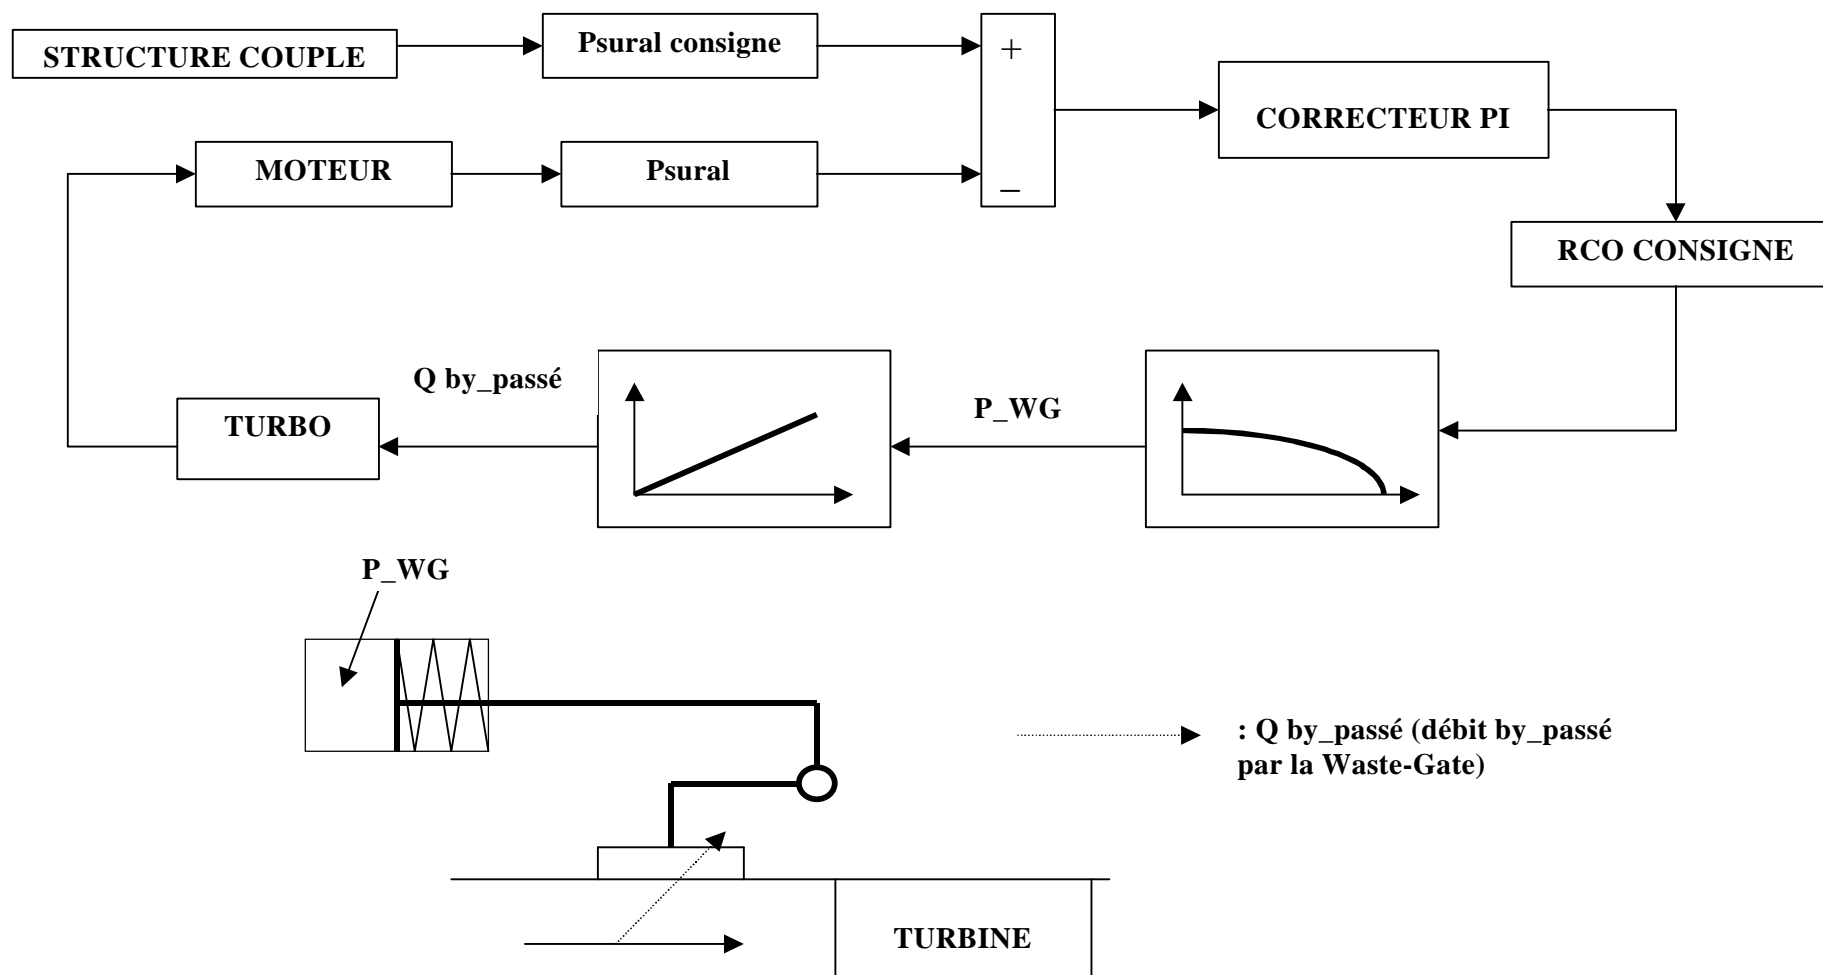 Psural consigne
STRUCTURE COUPLE
+
CORRECTEUR PI
MOTEUR
Psural
–
RCO CONSIGNE
Q by_passé
P_WG
TURBO
P_WG
: Q by_passé (débit by_passé
par la Waste-Gate)
TURBINE